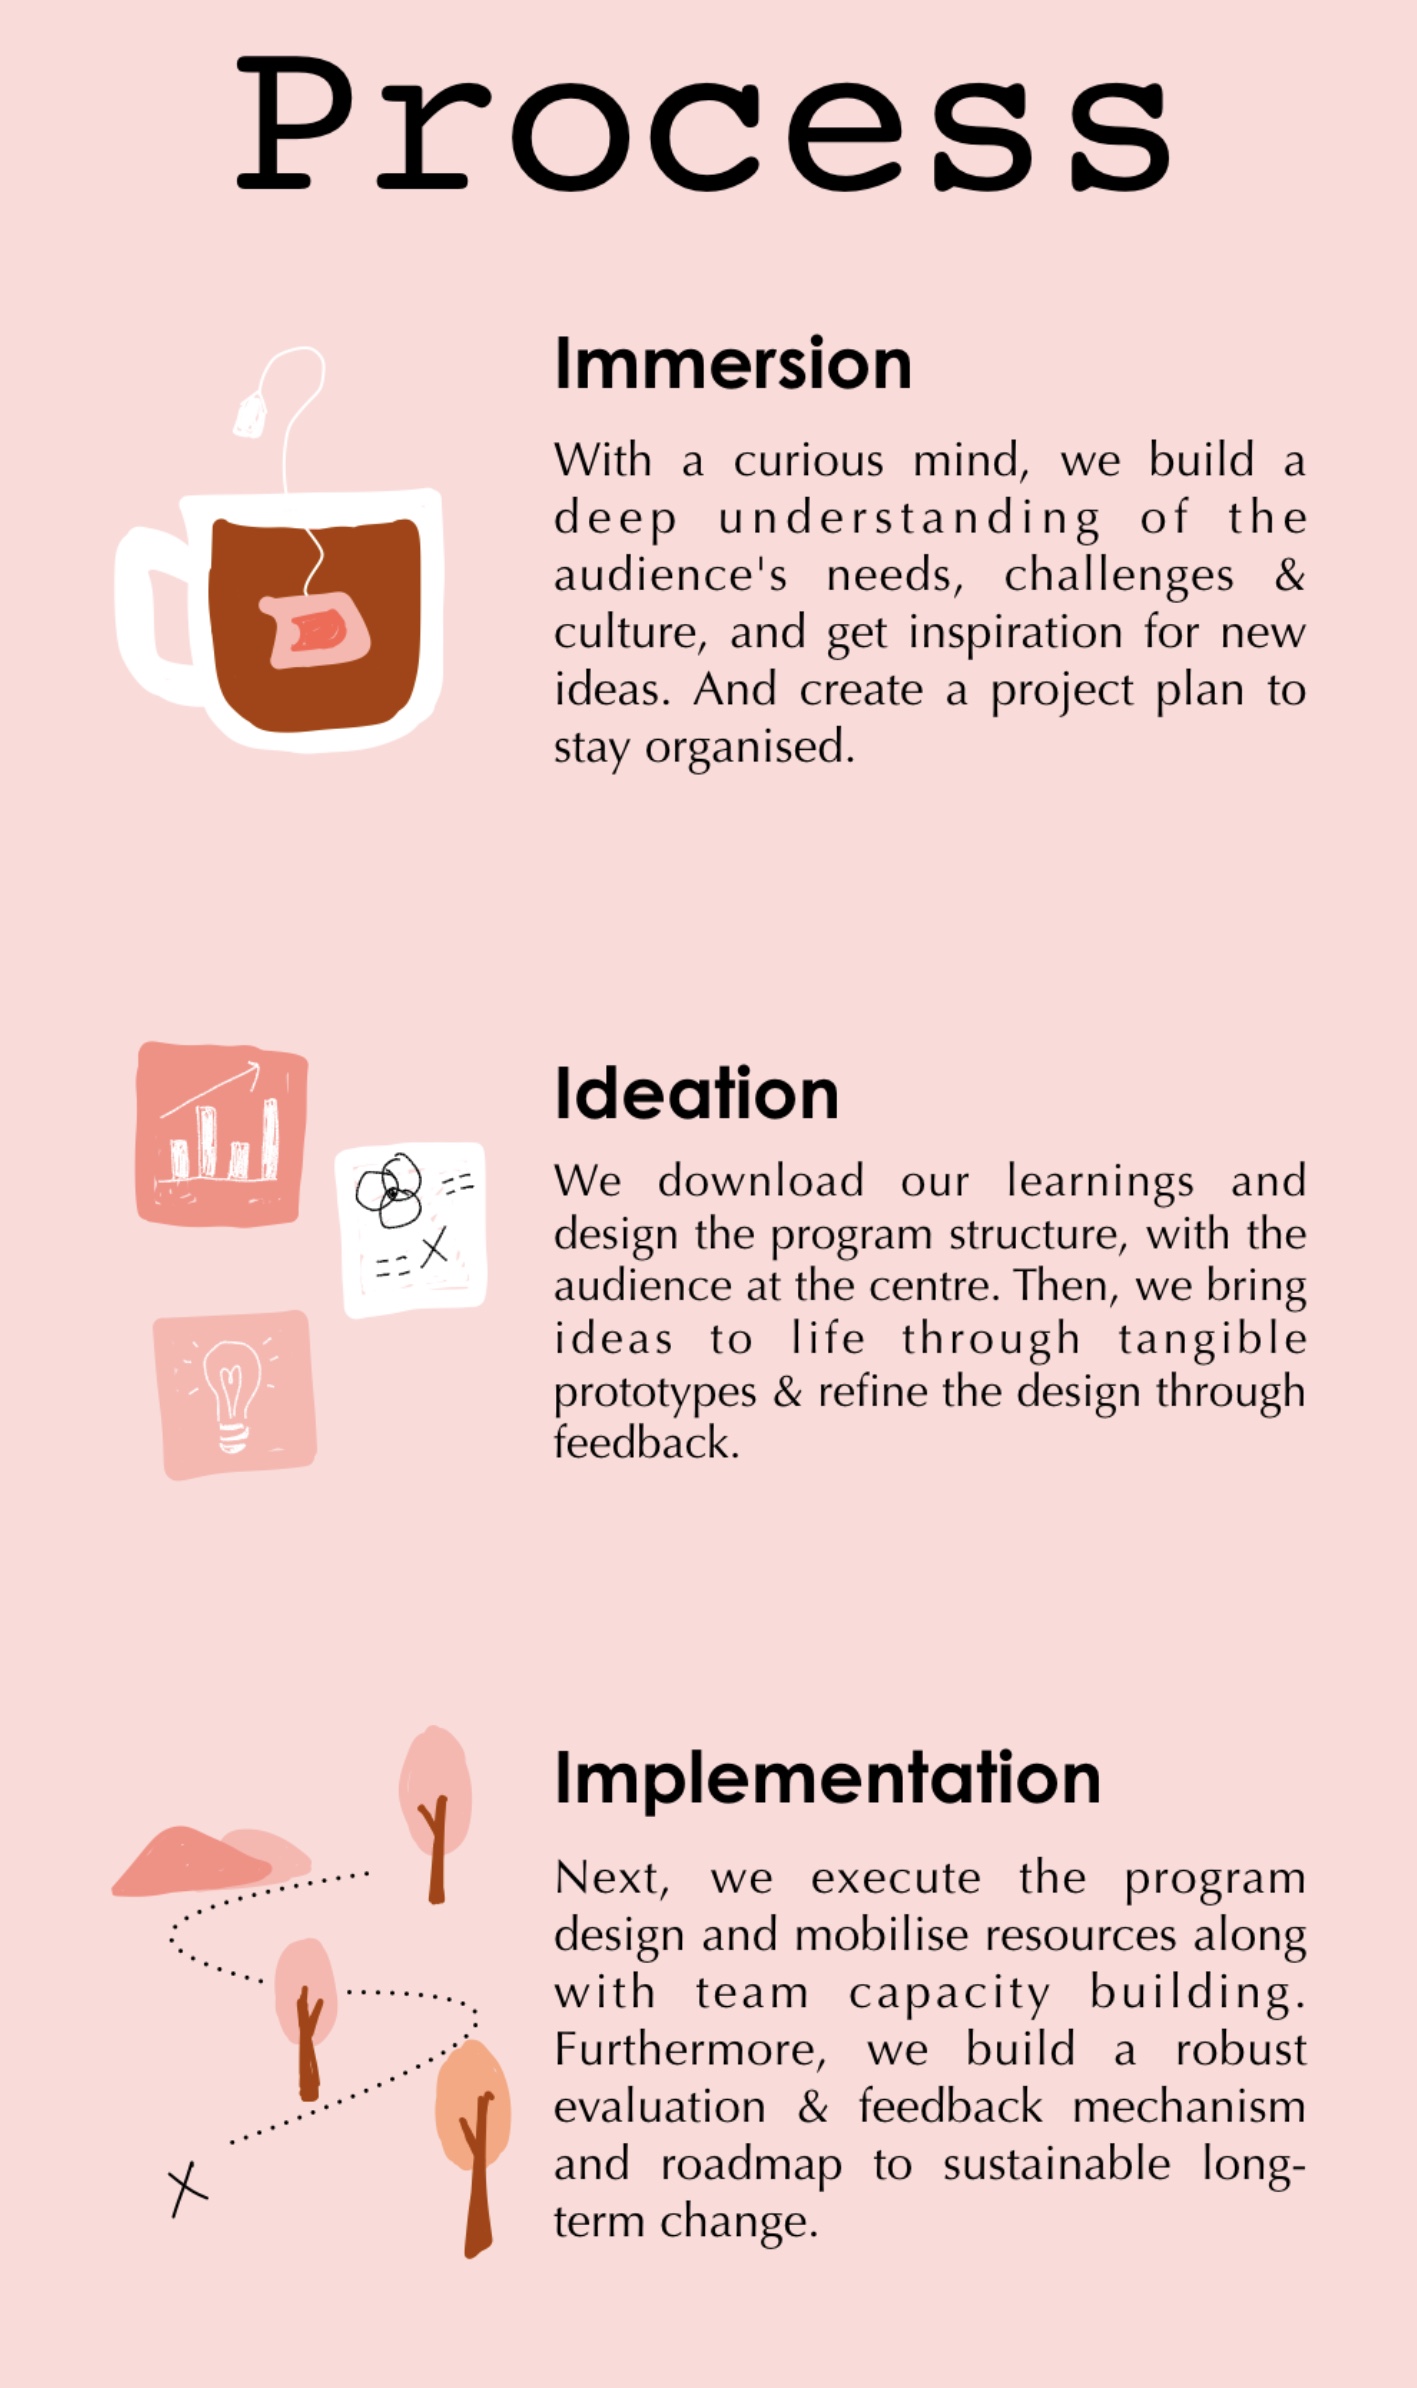 Process
Immersion
With a curious mind, we build a
deep understanding of the
audience's needs, challenges &
culture, and get inspiration for new
ideas. And create a project plan to
stay organised.
Ideation
We download our learnings and
design the program structure, with the
audience at the centre. Then, we bring
ideas to life through tangible
prototypes & refine the design through
feedback.
Implementation
Next, we execute the program
design and mobilise resources along
with team capacity building.
Furthermore, we build a robust
evaluation & feedback mechanism
and roadmap to sustainable long-
term change.